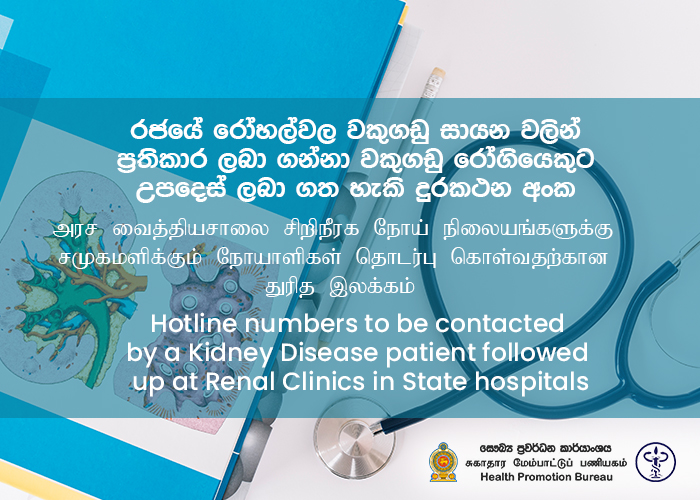 රජයේ රෝහල්වල වකුගඩු සායන වලින්
ප්‍රතිකාර ලබා ගන්නා වකුගඩු රෝගියෙකුට
උපදෙස් ලබා ගත හැකි දුරකථන අංක
அரச வைத்தியசாலை சிறிநீரக நோய் நிலையங்களுக்கு
சமுகமளிக்கும் நோயாளிகள் தொடர்பு கொள்வதற்கான
துரித இலக்கம்
Hotline numbers to be contacted
by a Kidney Disease patient followed
up at Renal Clinics in State hospitals
සෞඛ්‍ය ප්‍රවර්ධන කාර්යාංශය
சுகாதார மேம்பாட்டுப் பணியகம்
Health Promotion Bureau